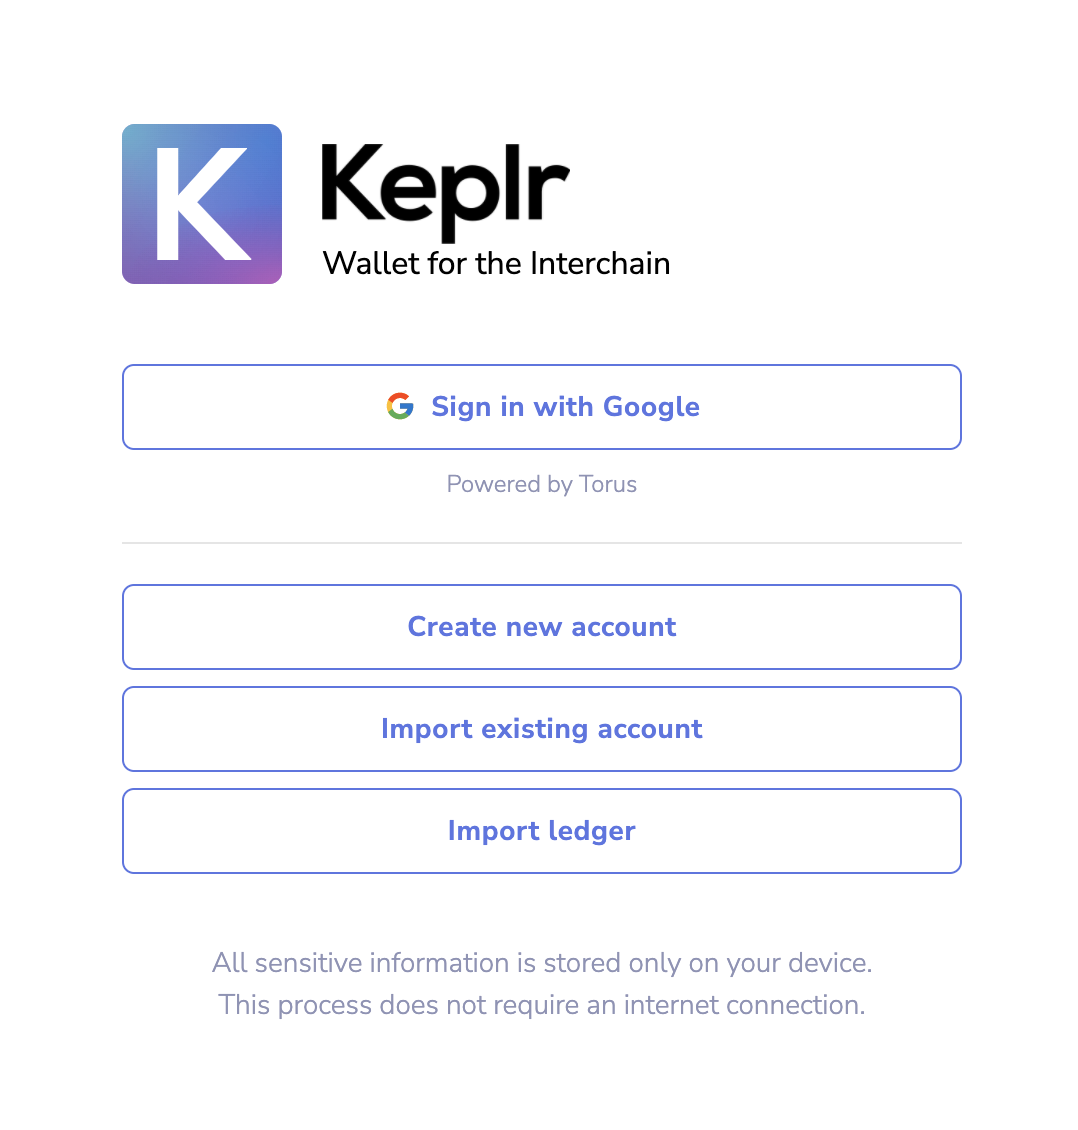 K
Keplr
Wallet for the Interchain
Sign in with Google
Powered by Torus
Create new account
Import existing account
Import ledger
All sensitive information is stored only on your device.
This process does not require an internet connection.